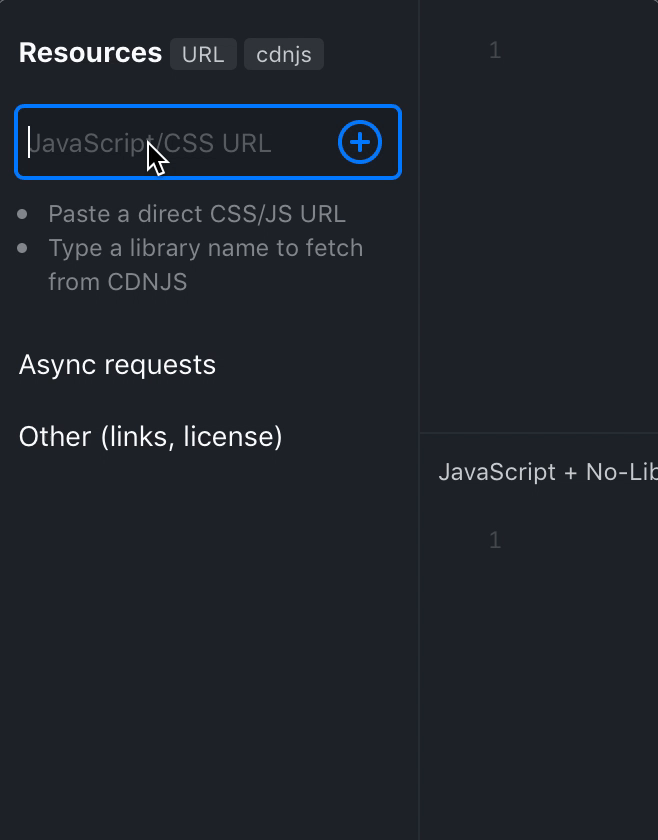 Resources URL cdnjs
JavaScript/CSS URL
Paste a direct CSS/JS URL
Type a library name to fetch
from CDNJS
Async requests
Other (links, license)
1
JavaScript + No-Lib
1